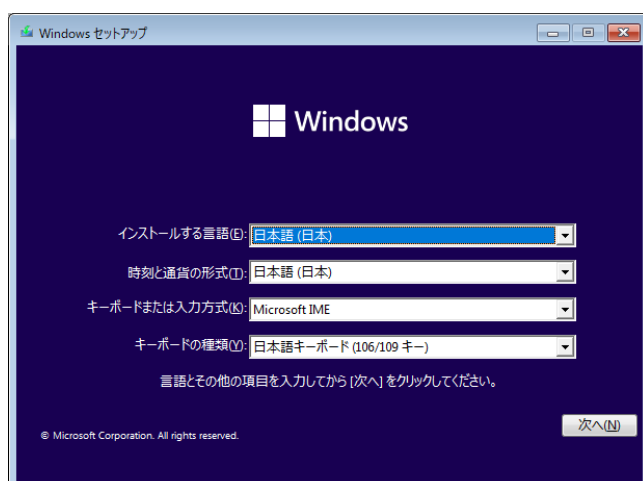 Windows セットアップ
Windows
インストールする言語(E): 日本語 (日本)
時刻と通貨の形式(T): 日本語 (日本)
キーボードまたは入力方式(K): Microsoft IME
キーボードの種類(Y): 日本語キーボード (106/109 キー)
言語とその他の項目を入力してから [次へ] をクリックしてください。
次へ(N)
© Microsoft Corporation. All rights reserved.